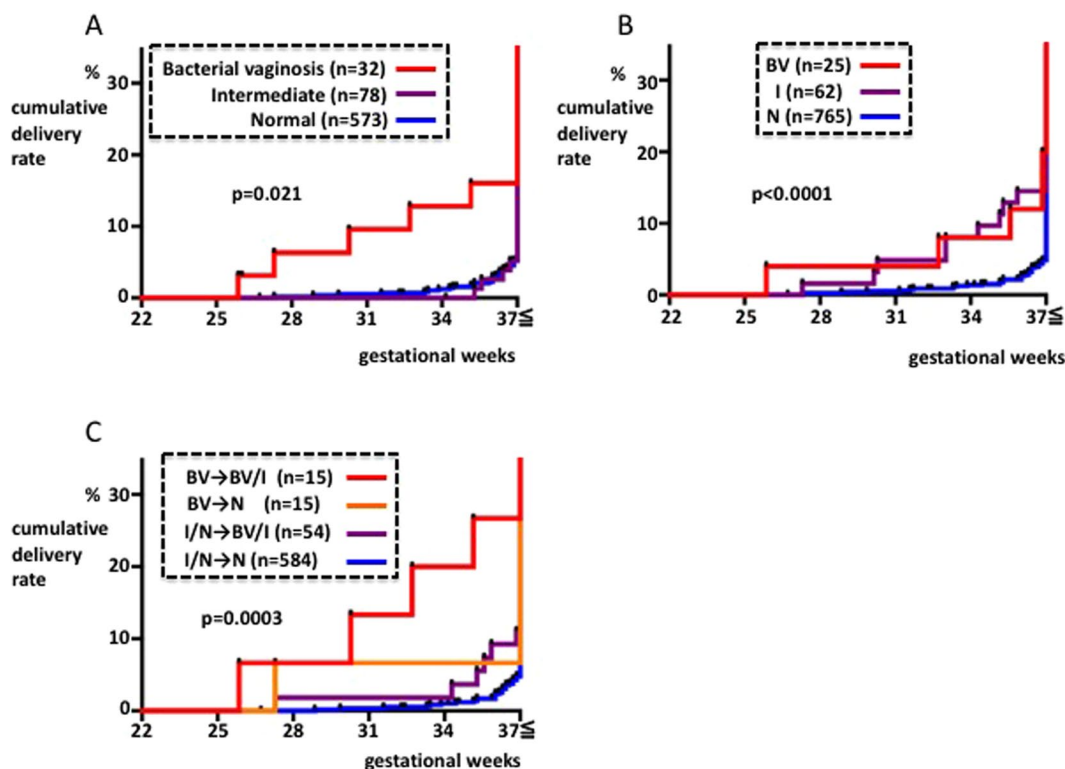 A
%
cumulative
delivery
rate
30
20
10
0
Bacterial vaginosis (n=32)
Intermediate (n=78)
Normal (n=573)
p=0.021
22 25 28 31 34 37≦
gestational weeks
B
%
cumulative
delivery
rate
30
20
10
0
BV (n=25)
I (n=62)
N (n=765)
p<0.0001
22 25 28 31 34 37≦
gestational weeks
C
%
cumulative
delivery
rate
30
20
10
0
BV→BV/I (n=15)
BV→N (n=15)
I/N→BV/I (n=54)
I/N→N (n=584)
p=0.0003
22 25 28 31 34 37≦
gestational weeks